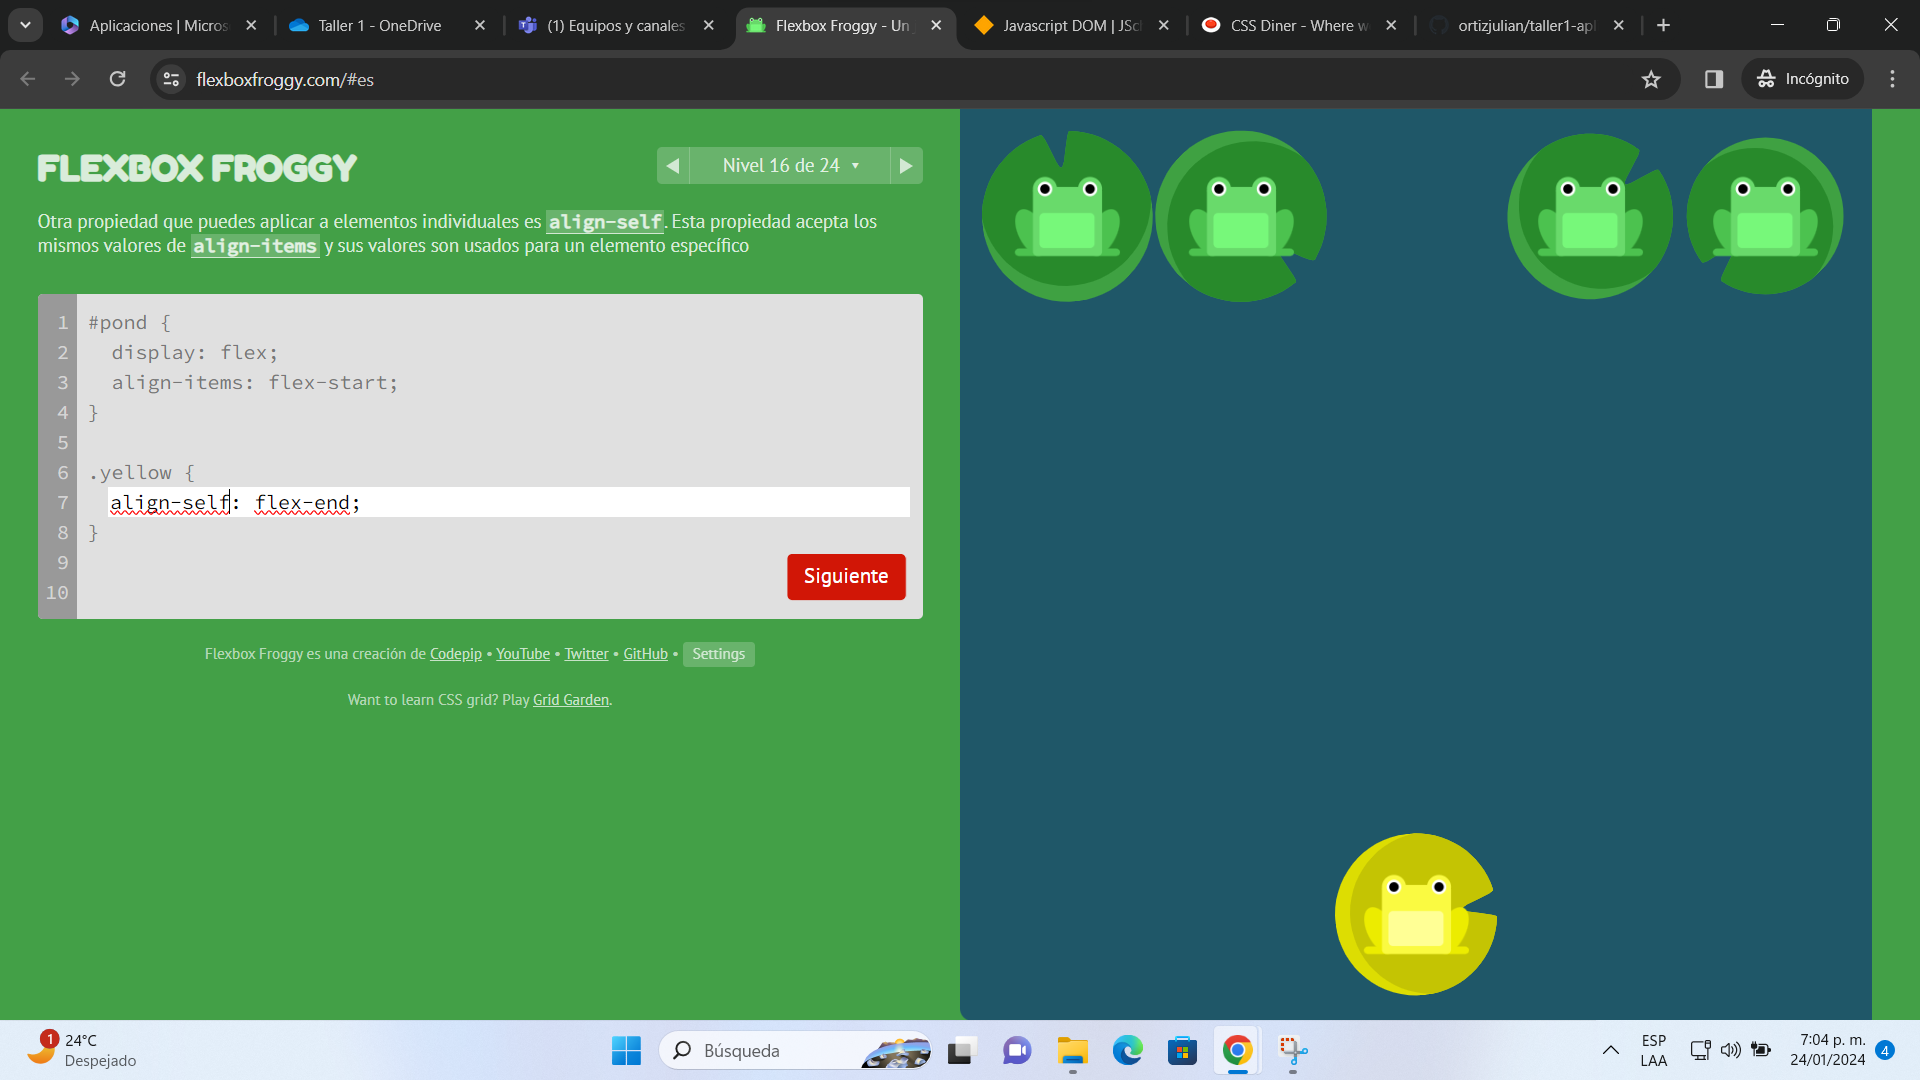 Aplicaciones | Micros
Taller 1 - OneDrive
(1) Equipos y canales
Flexbox Froggy - Un
Javascript DOM | JSc
CSS Diner - Where w
ortizjulian/taller1-apl
flexboxfroggy.com/#es
Incógnito
FLEXBOX FROGGY
Nivel 16 de 24
Otra propiedad que puedes aplicar a elementos individuales es align-self. Esta propiedad acepta los
mismos valores de align-items y sus valores son usados para un elemento específico
1 #pond {
2 display: flex;
3 align-items: flex-start;
4 }
5
6 .yellow {
7 align-self: flex-end;
8 }
9
10
Siguiente
Flexbox Froggy es una creación de Codepip • YouTube • Twitter • GitHub • Settings
Want to learn CSS grid? Play Grid Garden.
1
24°C
Despejado
Búsqueda
ESP
LAA
7:04 p. m.
24/01/2024
4